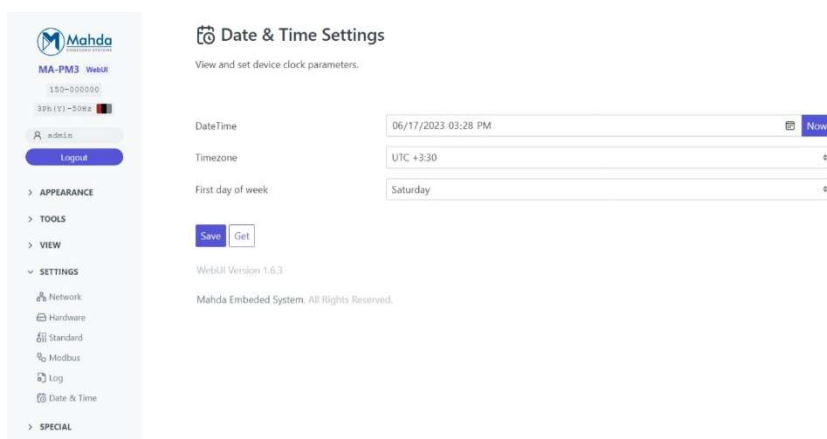 Mahda
EMBEDDED SYSTEMS
MA-PM3 WebUI
150-000000
3Ph(Y)-50Hz
admin
Logout
APPEARANCE
TOOLS
VIEW
SETTINGS
Network
Hardware
Standard
Modbus
Log
Date & Time
SPECIAL
Date & Time Settings
View and set device clock parameters.
DateTime 06/17/2023 03:28 PM Now
Timezone UTC +3:30
First day of week Saturday
Save Get
WebUI Version 1.6.3
Mahda Embeded System. All Rights Reserved.